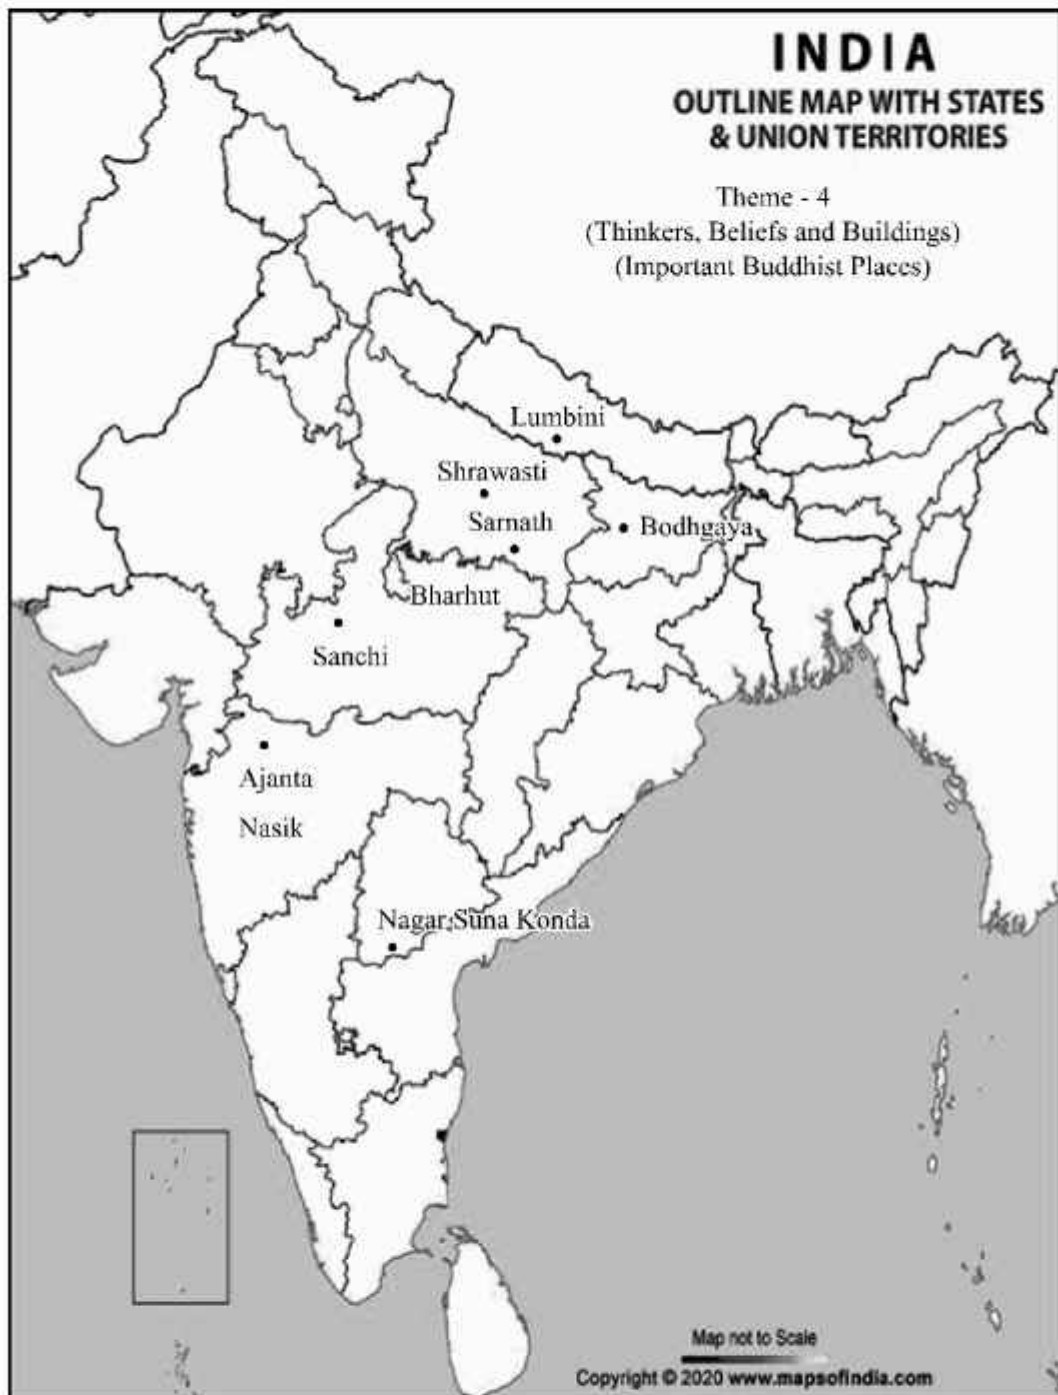 INDIA
OUTLINE MAP WITH STATES
& UNION TERRITORIES
Theme - 4
(Thinkers, Beliefs and Buildings)
(Important Buddhist Places)
Lumbini
Shrawasti
Sarnath
Bodhgaya
Bharhut
Sanchi
Ajanta
Nasik
Nagar Suna Konda
Map not to Scale
Copyright © 2020 www.mapsofindia.com